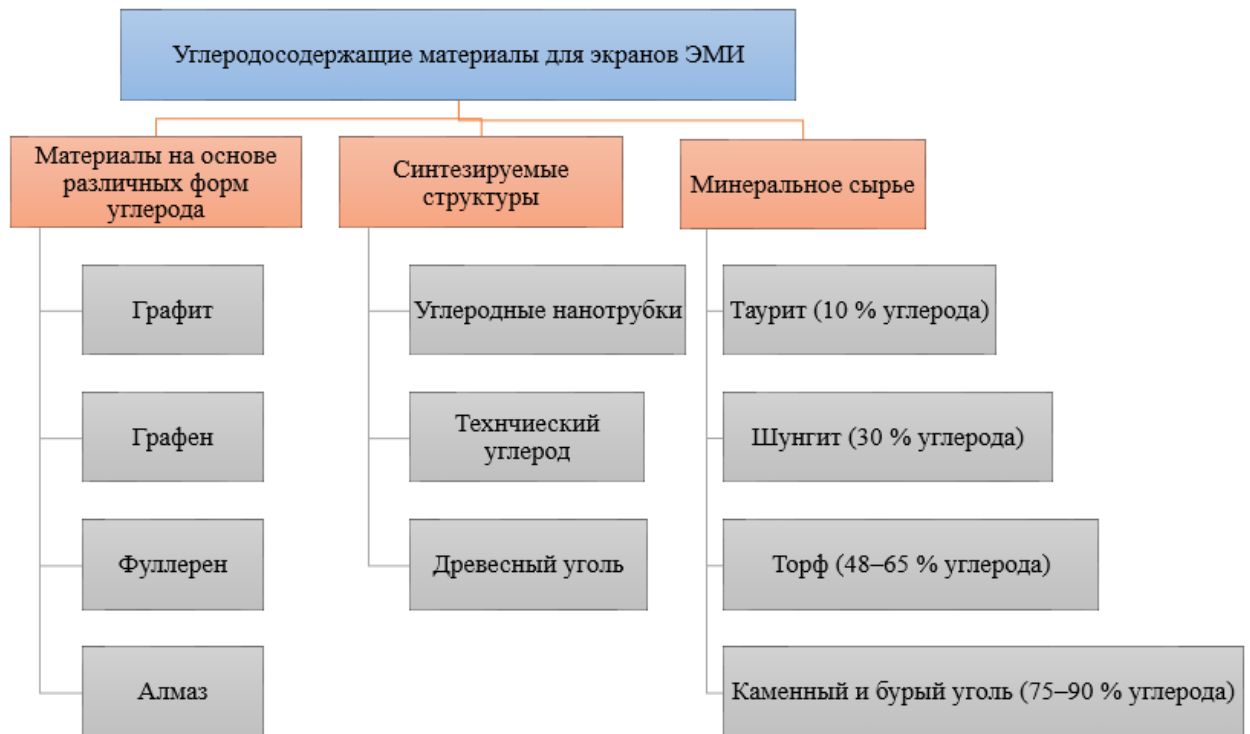 Углеродосодержащие материалы для экранов ЭМИ
Материалы на основе
различных форм
углерода
Графит
Графен
Фуллерен
Алмаз
Синтезируемые
структуры
Углеродные нанотрубки
Технчиеский
углерод
Древесный уголь
Минеральное сырье
Таурит (10 % углерода)
Шунгит (30 % углерода)
Торф (48–65 % углерода)
Каменный и бурый уголь (75–90 % углерода)